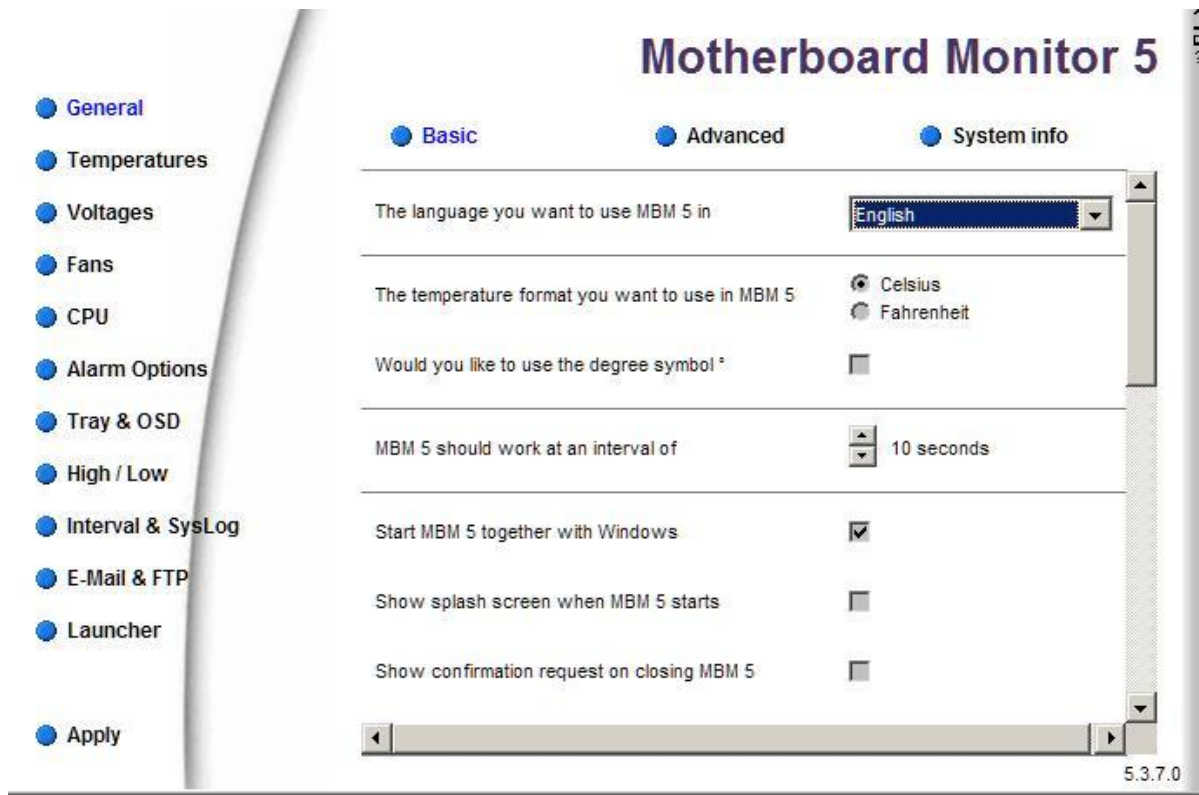 Motherboard Monitor 5
General
Temperatures
Voltages
Fans
CPU
Alarm Options
Tray & OSD
High / Low
Interval & SysLog
E-Mail & FTP
Launcher
Apply
Basic Advanced System info
The language you want to use MBM 5 in English
The temperature format you want to use in MBM 5 Celsius
Fahrenheit
Would you like to use the degree symbol °
MBM 5 should work at an interval of 10 seconds
Start MBM 5 together with Windows
Show splash screen when MBM 5 starts
Show confirmation request on closing MBM 5
5.3.7.0